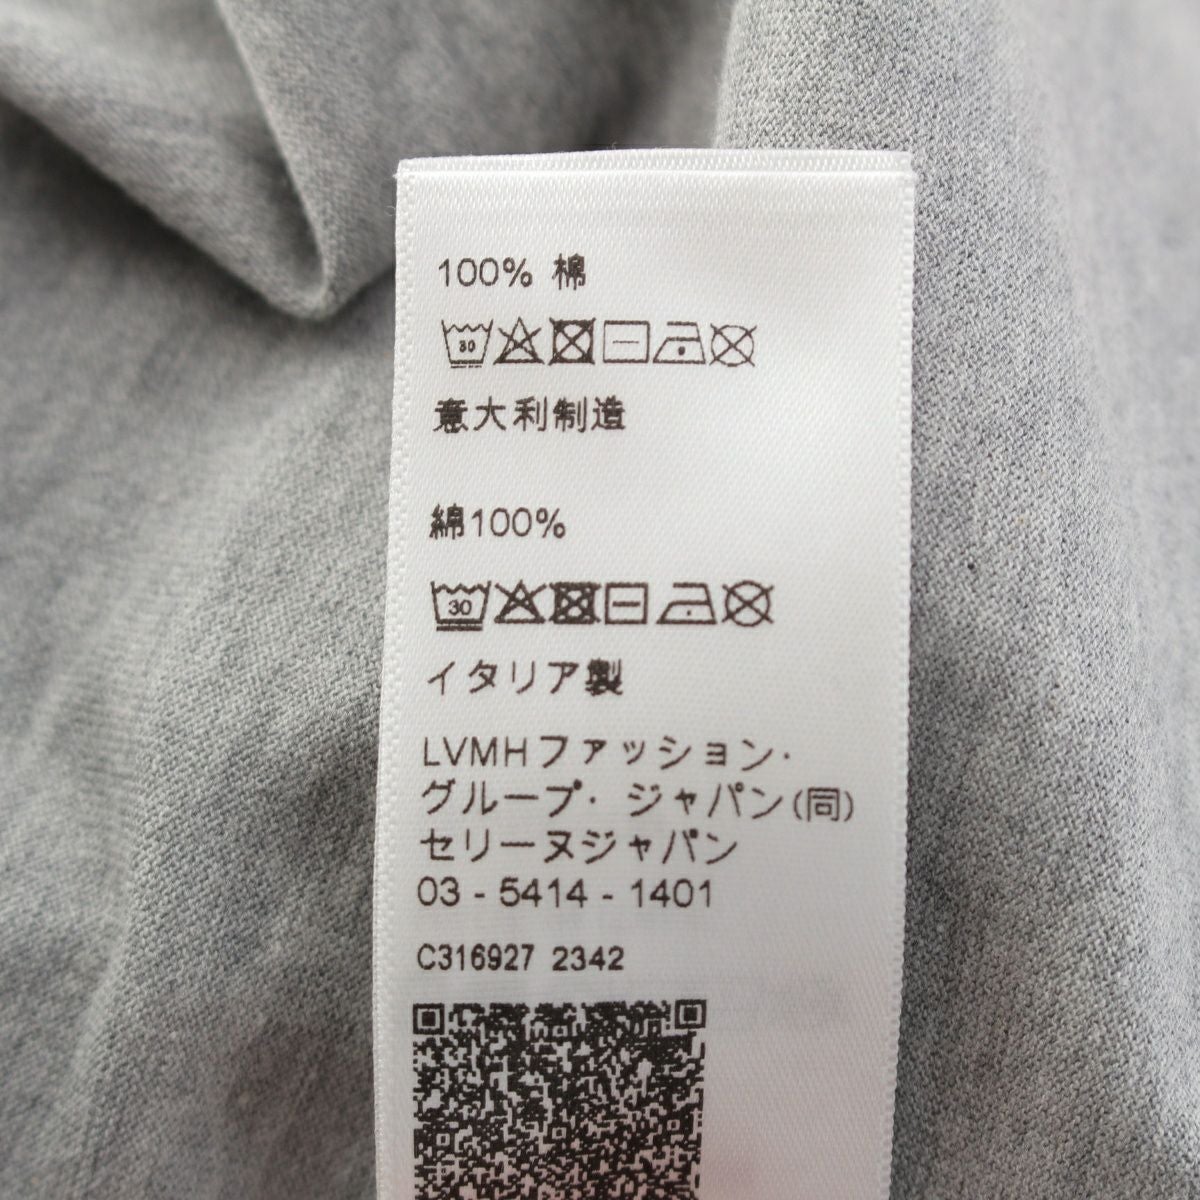 100% 棉
30
意大利制造
綿100%
30
イタリア製
LVMHファッション・
グループ・ジャパン(同)
セリーヌジャパン
03 - 5414 - 1401
C316927 2342